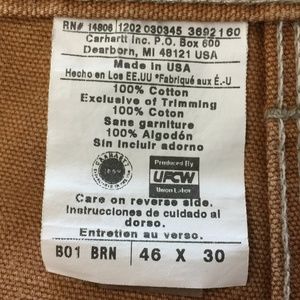 RN# 14806 1202 030345 3692160
Carhartt Inc. P.O. Box 600
Dearborn, MI 48121 USA
Made in USA
Hecho en Los EE.UU *Fabriqué aux É.-U
100% Cotton
Exclusive of Trimming
100% Coton
Sans garniture
100% Algodón
Sin incluir adorno
CARHARTT
Produced By
UFCW
Union Labor
Care on reverse side.
Instrucciones de cuidado al
dorso.
Entretien au verso.
B01 BRN 46 X 30